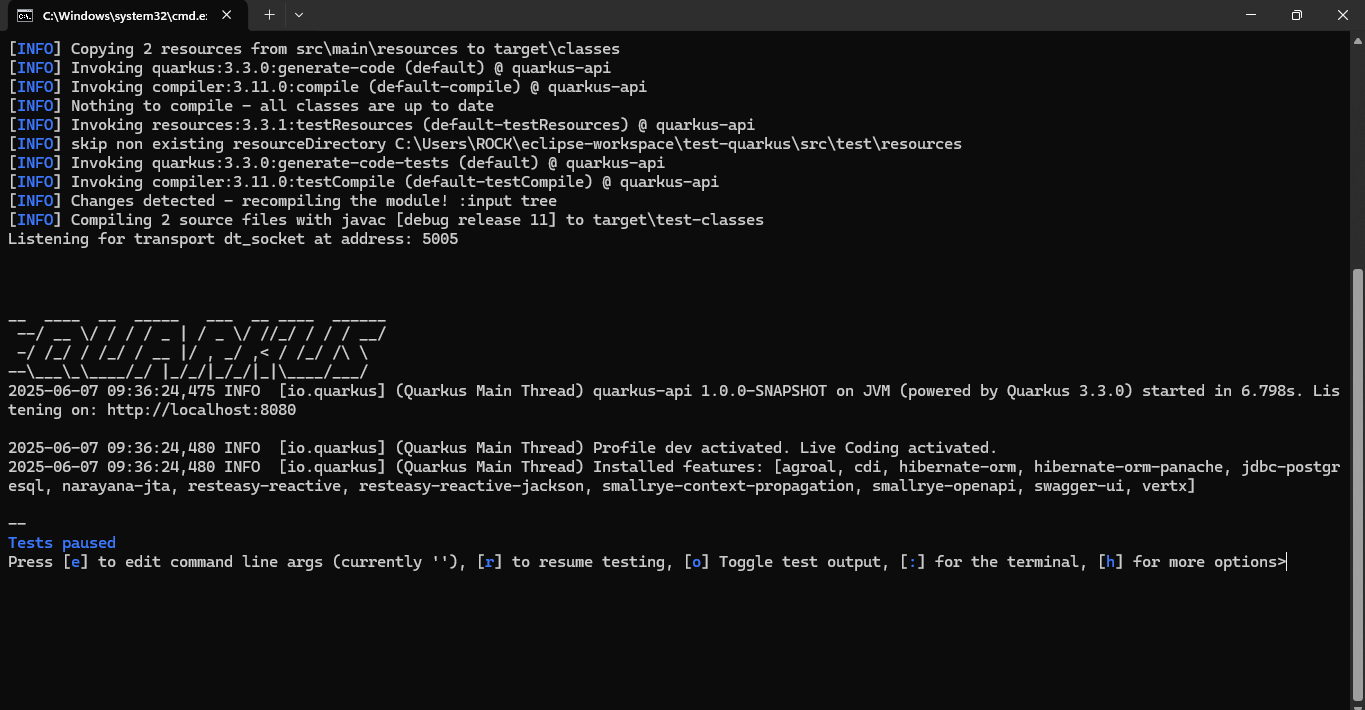 C:\Windows\system32\cmd.e:
[INFO] Copying 2 resources from src\main\resources to target\classes
[INFO] Invoking quarkus:3.3.0:generate-code (default) @ quarkus-api
[INFO] Invoking compiler:3.11.0:compile (default-compile) @ quarkus-api
[INFO] Nothing to compile - all classes are up to date
[INFO] Invoking resources:3.3.1:testResources (default-testResources) @ quarkus-api
[INFO] skip non existing resourceDirectory C:\Users\ROCK\eclipse-workspace\test-quarkus\src\test\resources
[INFO] Invoking quarkus:3.3.0:generate-code-tests (default) @ quarkus-api
[INFO] Invoking compiler:3.11.0:testCompile (default-testCompile) @ quarkus-api
[INFO] Changes detected - recompiling the module! :input tree
[INFO] Compiling 2 source files with javac [debug release 11] to target\test-classes
Listening for transport dt_socket at address: 5005
__  ____  __  _____   ___  __ ____  ______
 --/ __ \/ / / / _ | / _ \/ //_/ / / / __/
 -/ /_/ / /_/ / __ |/ , _/ ,< / /_/ /\ \
--\___\_\____/_/ |_/_/|_/_/|_|\____/___/
2025-06-07 09:36:24,475 INFO  [io.quarkus] (Quarkus Main Thread) quarkus-api 1.0.0-SNAPSHOT on JVM (powered by Quarkus 3.3.0) started in 6.798s. Lis
tening on: http://localhost:8080
2025-06-07 09:36:24,480 INFO  [io.quarkus] (Quarkus Main Thread) Profile dev activated. Live Coding activated.
2025-06-07 09:36:24,480 INFO  [io.quarkus] (Quarkus Main Thread) Installed features: [agroal, cdi, hibernate-orm, hibernate-orm-panache, jdbc-postgr
esql, narayana-jta, resteasy-reactive, resteasy-reactive-jackson, smallrye-context-propagation, smallrye-openapi, swagger-ui, vertx]
--
Tests paused
Press [e] to edit command line args (currently ''), [r] to resume testing, [o] Toggle test output, [:] for the terminal, [h] for more options>